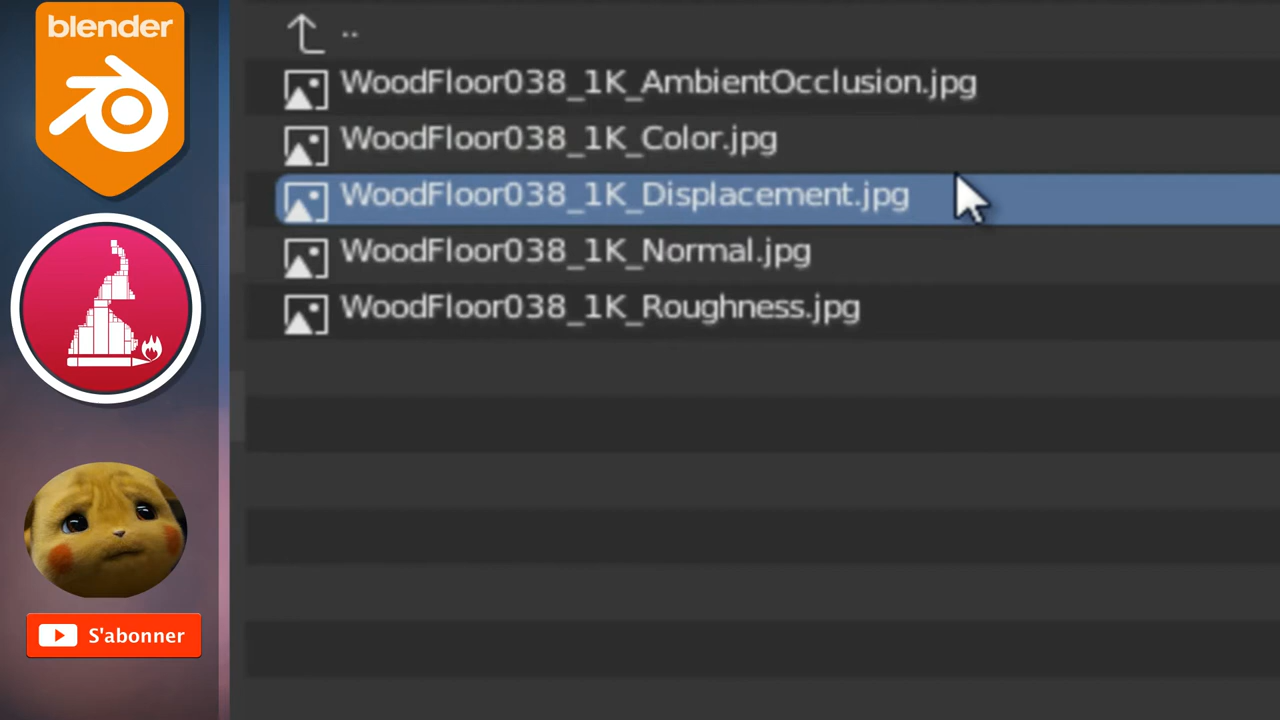 blender
..
WoodFloor038_1K_AmbientOcclusion.jpg
WoodFloor038_1K_Color.jpg
WoodFloor038_1K_Displacement.jpg
WoodFloor038_1K_Normal.jpg
WoodFloor038_1K_Roughness.jpg
S'abonner